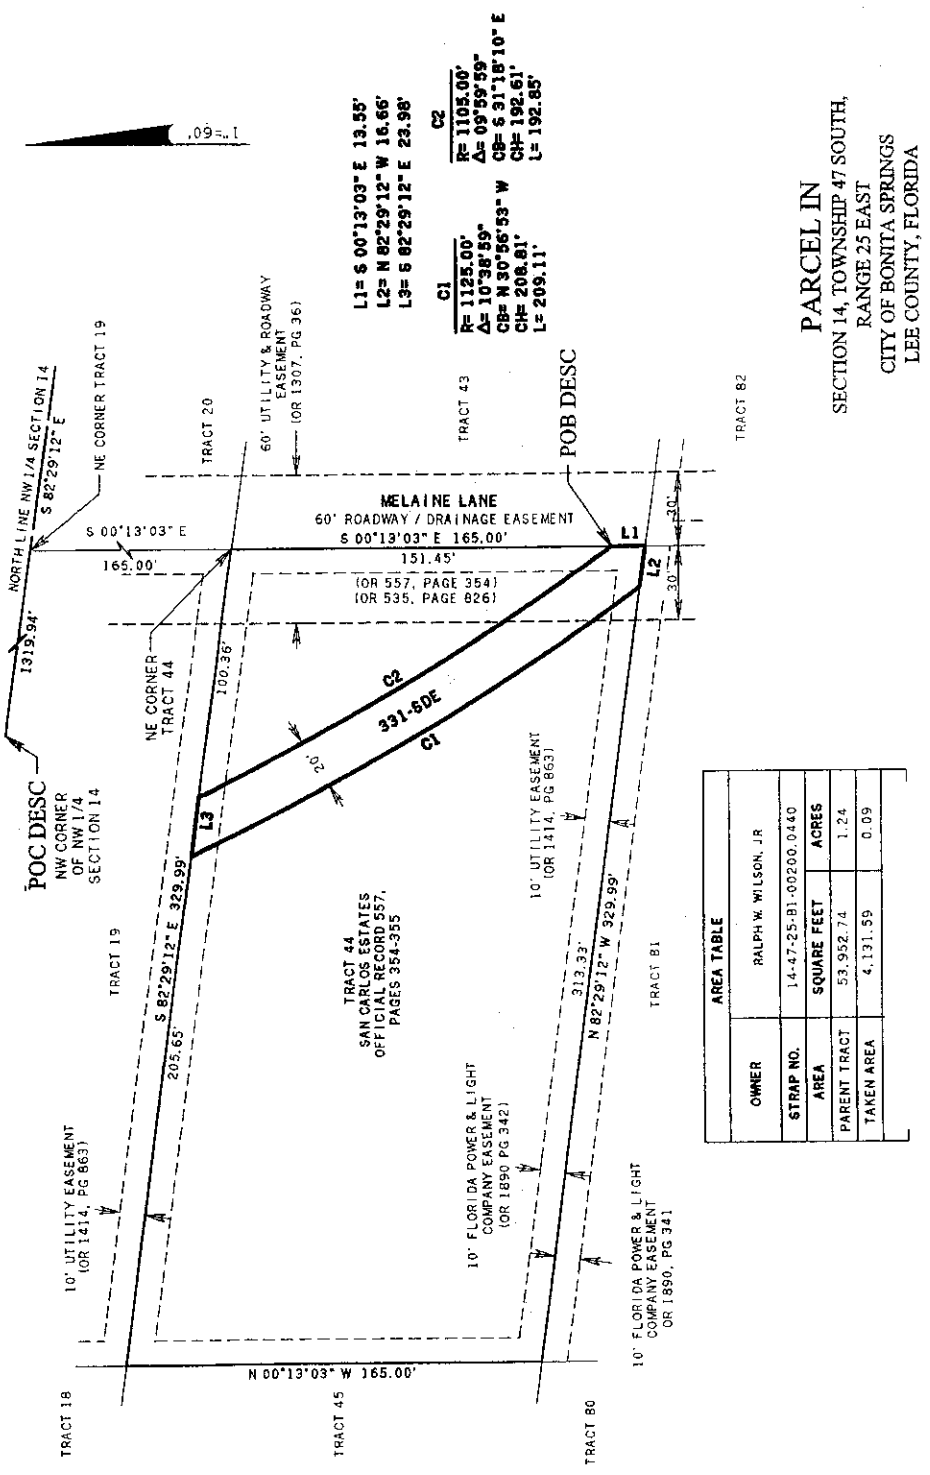 1"=60'
NORTH LINE NW 1/4 SECTION 14
S 82°29'12" E
1319.94'
NE CORNER TRACT 19
POC DESC
NW CORNER
OF NW 1/4
SECTION 14
S 00°13'03" E
165.00'
TRACT 20
60' UTILITY & ROADWAY
EASEMENT
(OR 1307, PG 36)
L1= S 00°13'03" E 13.55'
L2= N 82°29'12" W 16.66'
L3= S 82°29'12" E 23.98'
C1
R= 1125.00'
Δ= 10°38'59"
CB= N 30°56'53" W
CH= 208.81'
L= 209.11'
C2
R= 1105.00'
Δ= 09°59'59"
CB= S 31°18'10" E
CH= 192.61'
L= 192.85'
NE CORNER
TRACT 44
MELAINE LANE
60' ROADWAY / DRAINAGE EASEMENT
S 00°13'03" E 165.00'
151.45'
(OR 557, PAGE 354)
(OR 535, PAGE 826)
TRACT 43
POB DESC
TRACT 82
L1
L2
30'
30'
100.36'
C2
331-SDE
C1
20'
L3
TRACT 19
S 82°29'12" E 329.99'
205.65'
10' UTILITY EASEMENT
(OR 1414, PG 863)
TRACT 44
SAN CARLOS ESTATES
OFFICIAL RECORD 557,
PAGES 354-355
10' UTILITY EASEMENT
(OR 1414, PG 863)
313.33'
N 82°29'12" W 329.99'
TRACT 81
10' FLORIDA POWER & LIGHT
COMPANY EASEMENT
(OR 1890 PG 342)
10' FLORIDA POWER & LIGHT
COMPANY EASEMENT
OR 1890, PG 341
TRACT 18
N 00°13'03" W 165.00'
TRACT 45
TRACT 80
AREA TABLE
OWNER RALPH W. WILSON, JR
STRAP NO. 14-47-25-B1-00200.0440
AREA SQUARE FEET ACRES
PARENT TRACT 53,952.74 1.24
TAKEN AREA 4,131.59 0.09
PARCEL IN
SECTION 14, TOWNSHIP 47 SOUTH,
RANGE 25 EAST
CITY OF BONITA SPRINGS
LEE COUNTY, FLORIDA